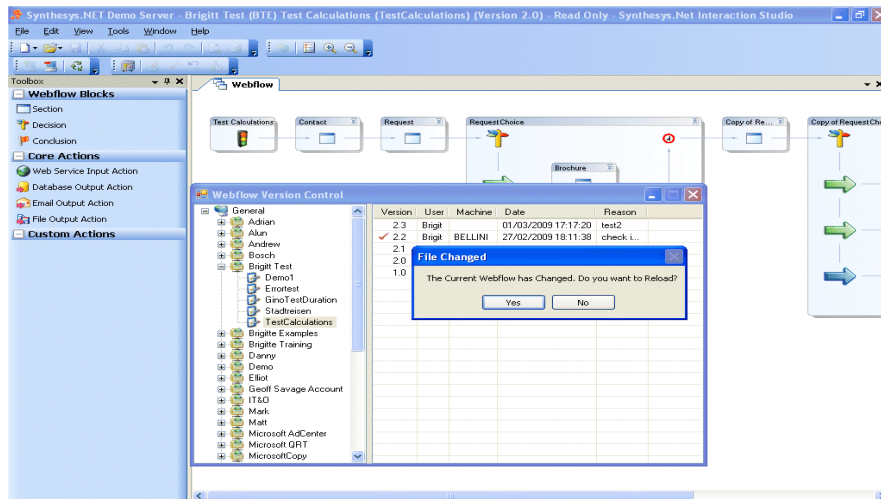 Synthesys.NET Demo Server - Brigitt Test (BTE) Test Calculations (TestCalculations) (Version 2.0) - Read Only - Synthesys.Net Interaction Studio
File Edit View Tools Window Help
Toolbox
Webflow Blocks
Section
Decision
Conclusion
Core Actions
Web Service Input Action
Database Output Action
Email Output Action
File Output Action
Custom Actions
Webflow
Test Calculations
Contact
Request
RequestChoice
Copy of Re...
Copy of RequestCho
Brochure
Webflow Version Control
General
Adrian
Alun
Andrew
Bosch
Brigitt Test
Demo1
Errortest
GinoTestDuration
Stadtreisen
TestCalculations
Brigitte Examples
Brigitte Training
Danny
Demo
Elliot
Geoff Savage Account
IT&O
Mark
Matt
Microsoft AdCenter
Microsoft QRT
MicrosoftCopy
Version User Machine Date Reason
2.3 Brigit 01/03/2009 17:17:20 test2
2.2 Brigit BELLINI 27/02/2009 18:11:38 check i...
2.1
2.0
1.0
File Changed
The Current Webflow has Changed. Do you want to Reload?
Yes No